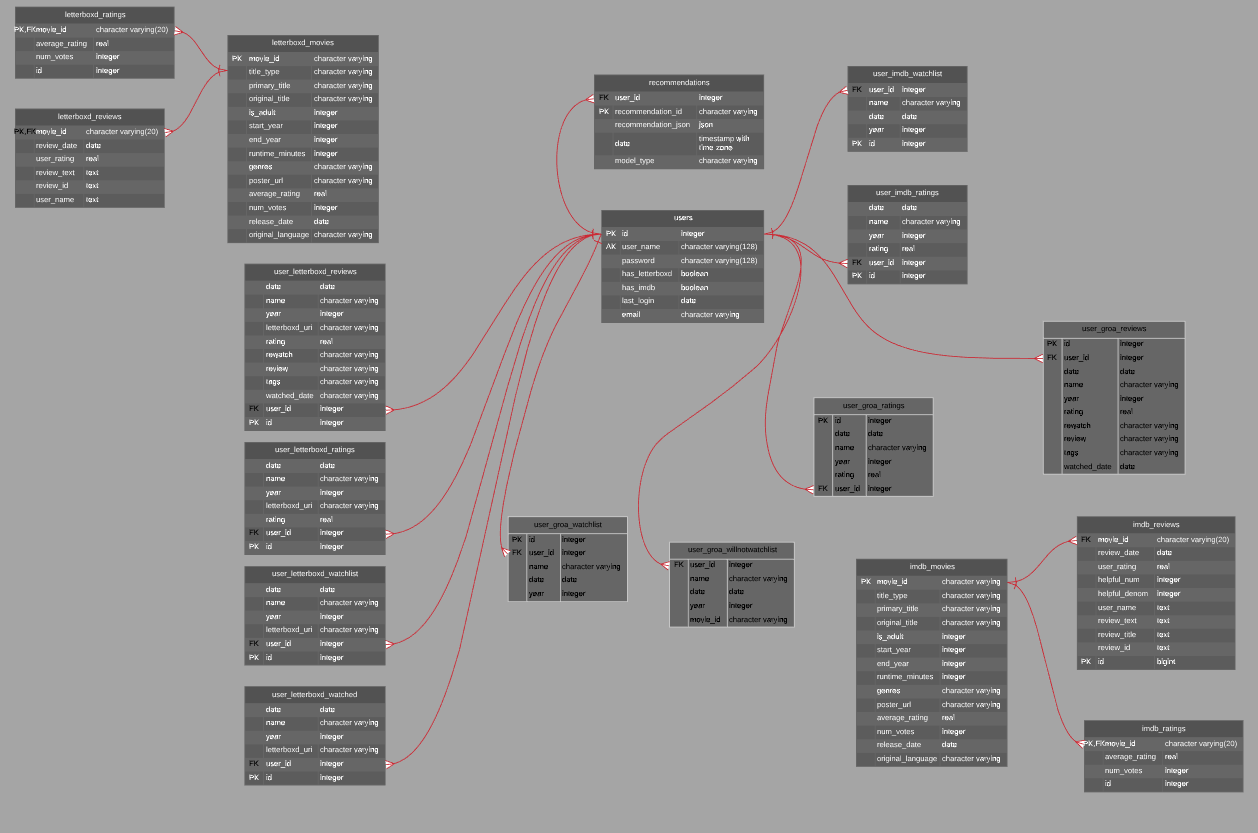 letterboxd_ratings
PK,FK movie_id character varying(20)
average_rating real
num_votes integer
id integer
letterboxd_reviews
PK,FK movie_id character varying(20)
review_date date
user_rating real
review_text text
review_id text
user_name text
letterboxd_movies
PK movie_id character varying
title_type character varying
primary_title character varying
original_title character varying
is_adult integer
start_year integer
end_year integer
runtime_minutes integer
genres character varying
poster_url character varying
average_rating real
num_votes integer
release_date date
original_language character varying
recommendations
FK user_id integer
PK recommendation_id character varying
recommendation_json json
date timestamp with
time zone
model_type character varying
users
PK id integer
AK user_name character varying(128)
password character varying(128)
has_letterboxd boolean
has_imdb boolean
last_login date
email character varying
user_imdb_watchlist
FK user_id integer
name character varying
date date
year integer
PK id integer
user_imdb_ratings
date date
name character varying
year integer
rating real
FK user_id integer
PK id integer
user_letterboxd_reviews
date date
name character varying
year integer
letterboxd_uri character varying
rating real
rewatch character varying
review character varying
tags character varying
watched_date character varying
FK user_id integer
PK id integer
user_letterboxd_ratings
date date
name character varying
year integer
letterboxd_uri character varying
rating real
FK user_id integer
PK id integer
user_letterboxd_watchlist
date date
name character varying
year integer
letterboxd_uri character varying
FK user_id integer
PK id integer
user_letterboxd_watched
date date
name character varying
year integer
letterboxd_uri character varying
FK user_id integer
PK id integer
user_groa_watchlist
PK id integer
FK user_id integer
name character varying
date date
year integer
user_groa_willnotwatchlist
FK user_id integer
name character varying
date date
year integer
movie_id character varying
user_groa_ratings
PK id integer
date date
name character varying
year integer
rating real
FK user_id integer
user_groa_reviews
PK id integer
FK user_id integer
date date
name character varying
year integer
rating real
rewatch character varying
review character varying
tags character varying
watched_date date
imdb_movies
PK movie_id character varying
title_type character varying
primary_title character varying
original_title character varying
is_adult integer
start_year integer
end_year integer
runtime_minutes integer
genres character varying
poster_url character varying
average_rating real
num_votes integer
release_date date
original_language character varying
imdb_reviews
FK movie_id character varying(20)
review_date date
user_rating real
helpful_num integer
helpful_denom integer
user_name text
review_text text
review_title text
review_id text
PK id bigint
imdb_ratings
PK,FK movie_id character varying(20)
average_rating real
num_votes integer
id integer